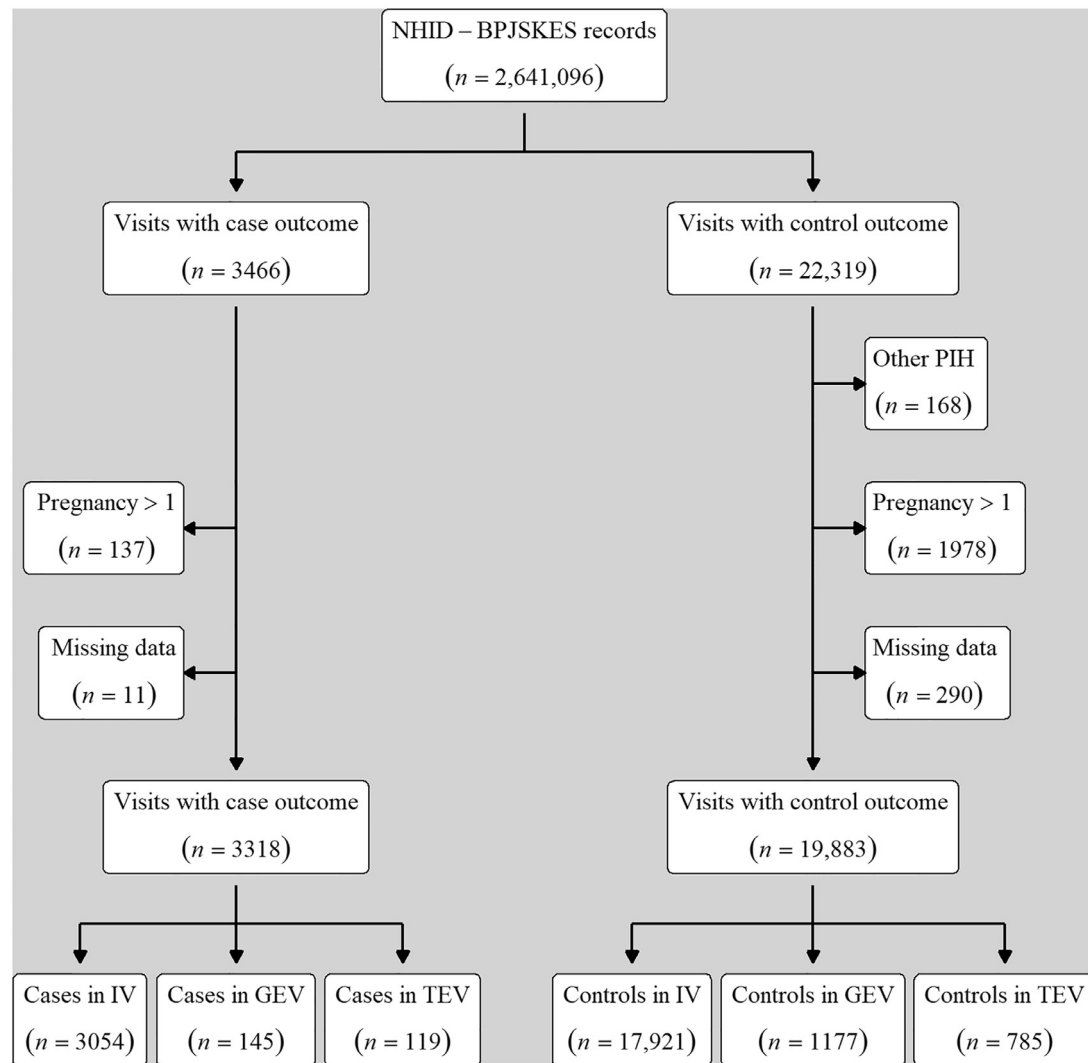 NHID – BPJSKES records
(n = 2,641,096)
Visits with case outcome
(n = 3466)
Visits with control outcome
(n = 22,319)
Other PIH
(n = 168)
Pregnancy > 1
(n = 137)
Pregnancy > 1
(n = 1978)
Missing data
(n = 11)
Missing data
(n = 290)
Visits with case outcome
(n = 3318)
Visits with control outcome
(n = 19,883)
Cases in IV
(n = 3054)
Cases in GEV
(n = 145)
Cases in TEV
(n = 119)
Controls in IV
(n = 17,921)
Controls in GEV
(n = 1177)
Controls in TEV
(n = 785)